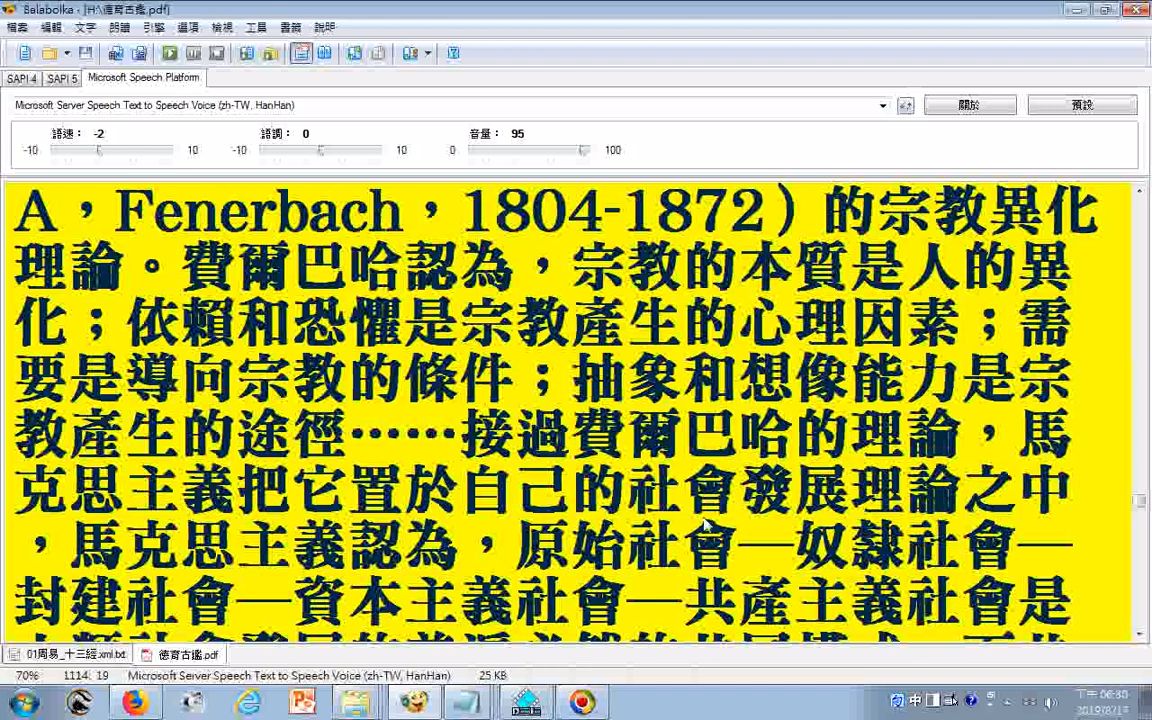 Balabolka - [H:\德育古鑑.pdf]
檔案 編輯 文字 朗讀 引擎 選項 檢視 工具 書籤 說明
SAPI 4 SAPI 5 Microsoft Speech Platform
Microsoft Server Speech Text to Speech Voice (zh-TW, HanHan)
關於 預設
語速： -2 語調： 0 音量： 95
-10 10 -10 10 0 100
A，Fenerbach，1804-1872）的宗教異化
理論。費爾巴哈認為，宗教的本質是人的異
化；依賴和恐懼是宗教產生的心理因素；需
要是導向宗教的條件；抽象和想像能力是宗
教產生的途徑……接過費爾巴哈的理論，馬
克思主義把它置於自己的社會發展理論之中
，馬克思主義認為，原始社會—奴隸社會—
封建社會—資本主義社會—共產主義社會是
01周易_十三經.xml.txt 德育古鑑.pdf
70% 1114: 19 Microsoft Server Speech Text to Speech Voice (zh-TW, HanHan) 25 KB
中
下午 06:30